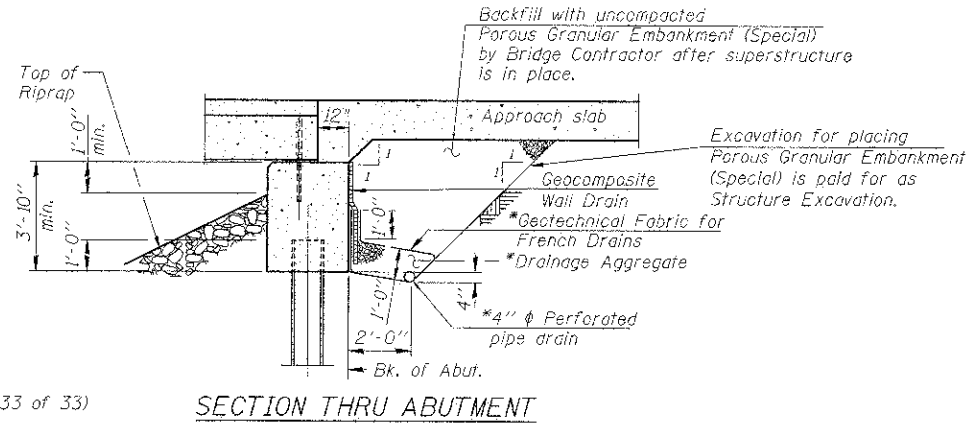 Backfill with uncompacted
Porous Granular Embankment (Special)
by Bridge Contractor after superstructure
is in place.
Top of
Riprap
1'-0"
min.
12"
Approach slab
3'-10"
min.
1'-0"
1
1
1
1
Excavation for placing
Porous Granular Embankment
(Special) is paid for as
Structure Excavation.
Geocomposite
Wall Drain
1'-0"
*Geotechnical Fabric for
French Drains
*Drainage Aggregate
1'-0"
4"
2'-0"
*4" ϕ Perforated
pipe drain
Bk. of Abut.
33 of 33)
SECTION THRU ABUTMENT